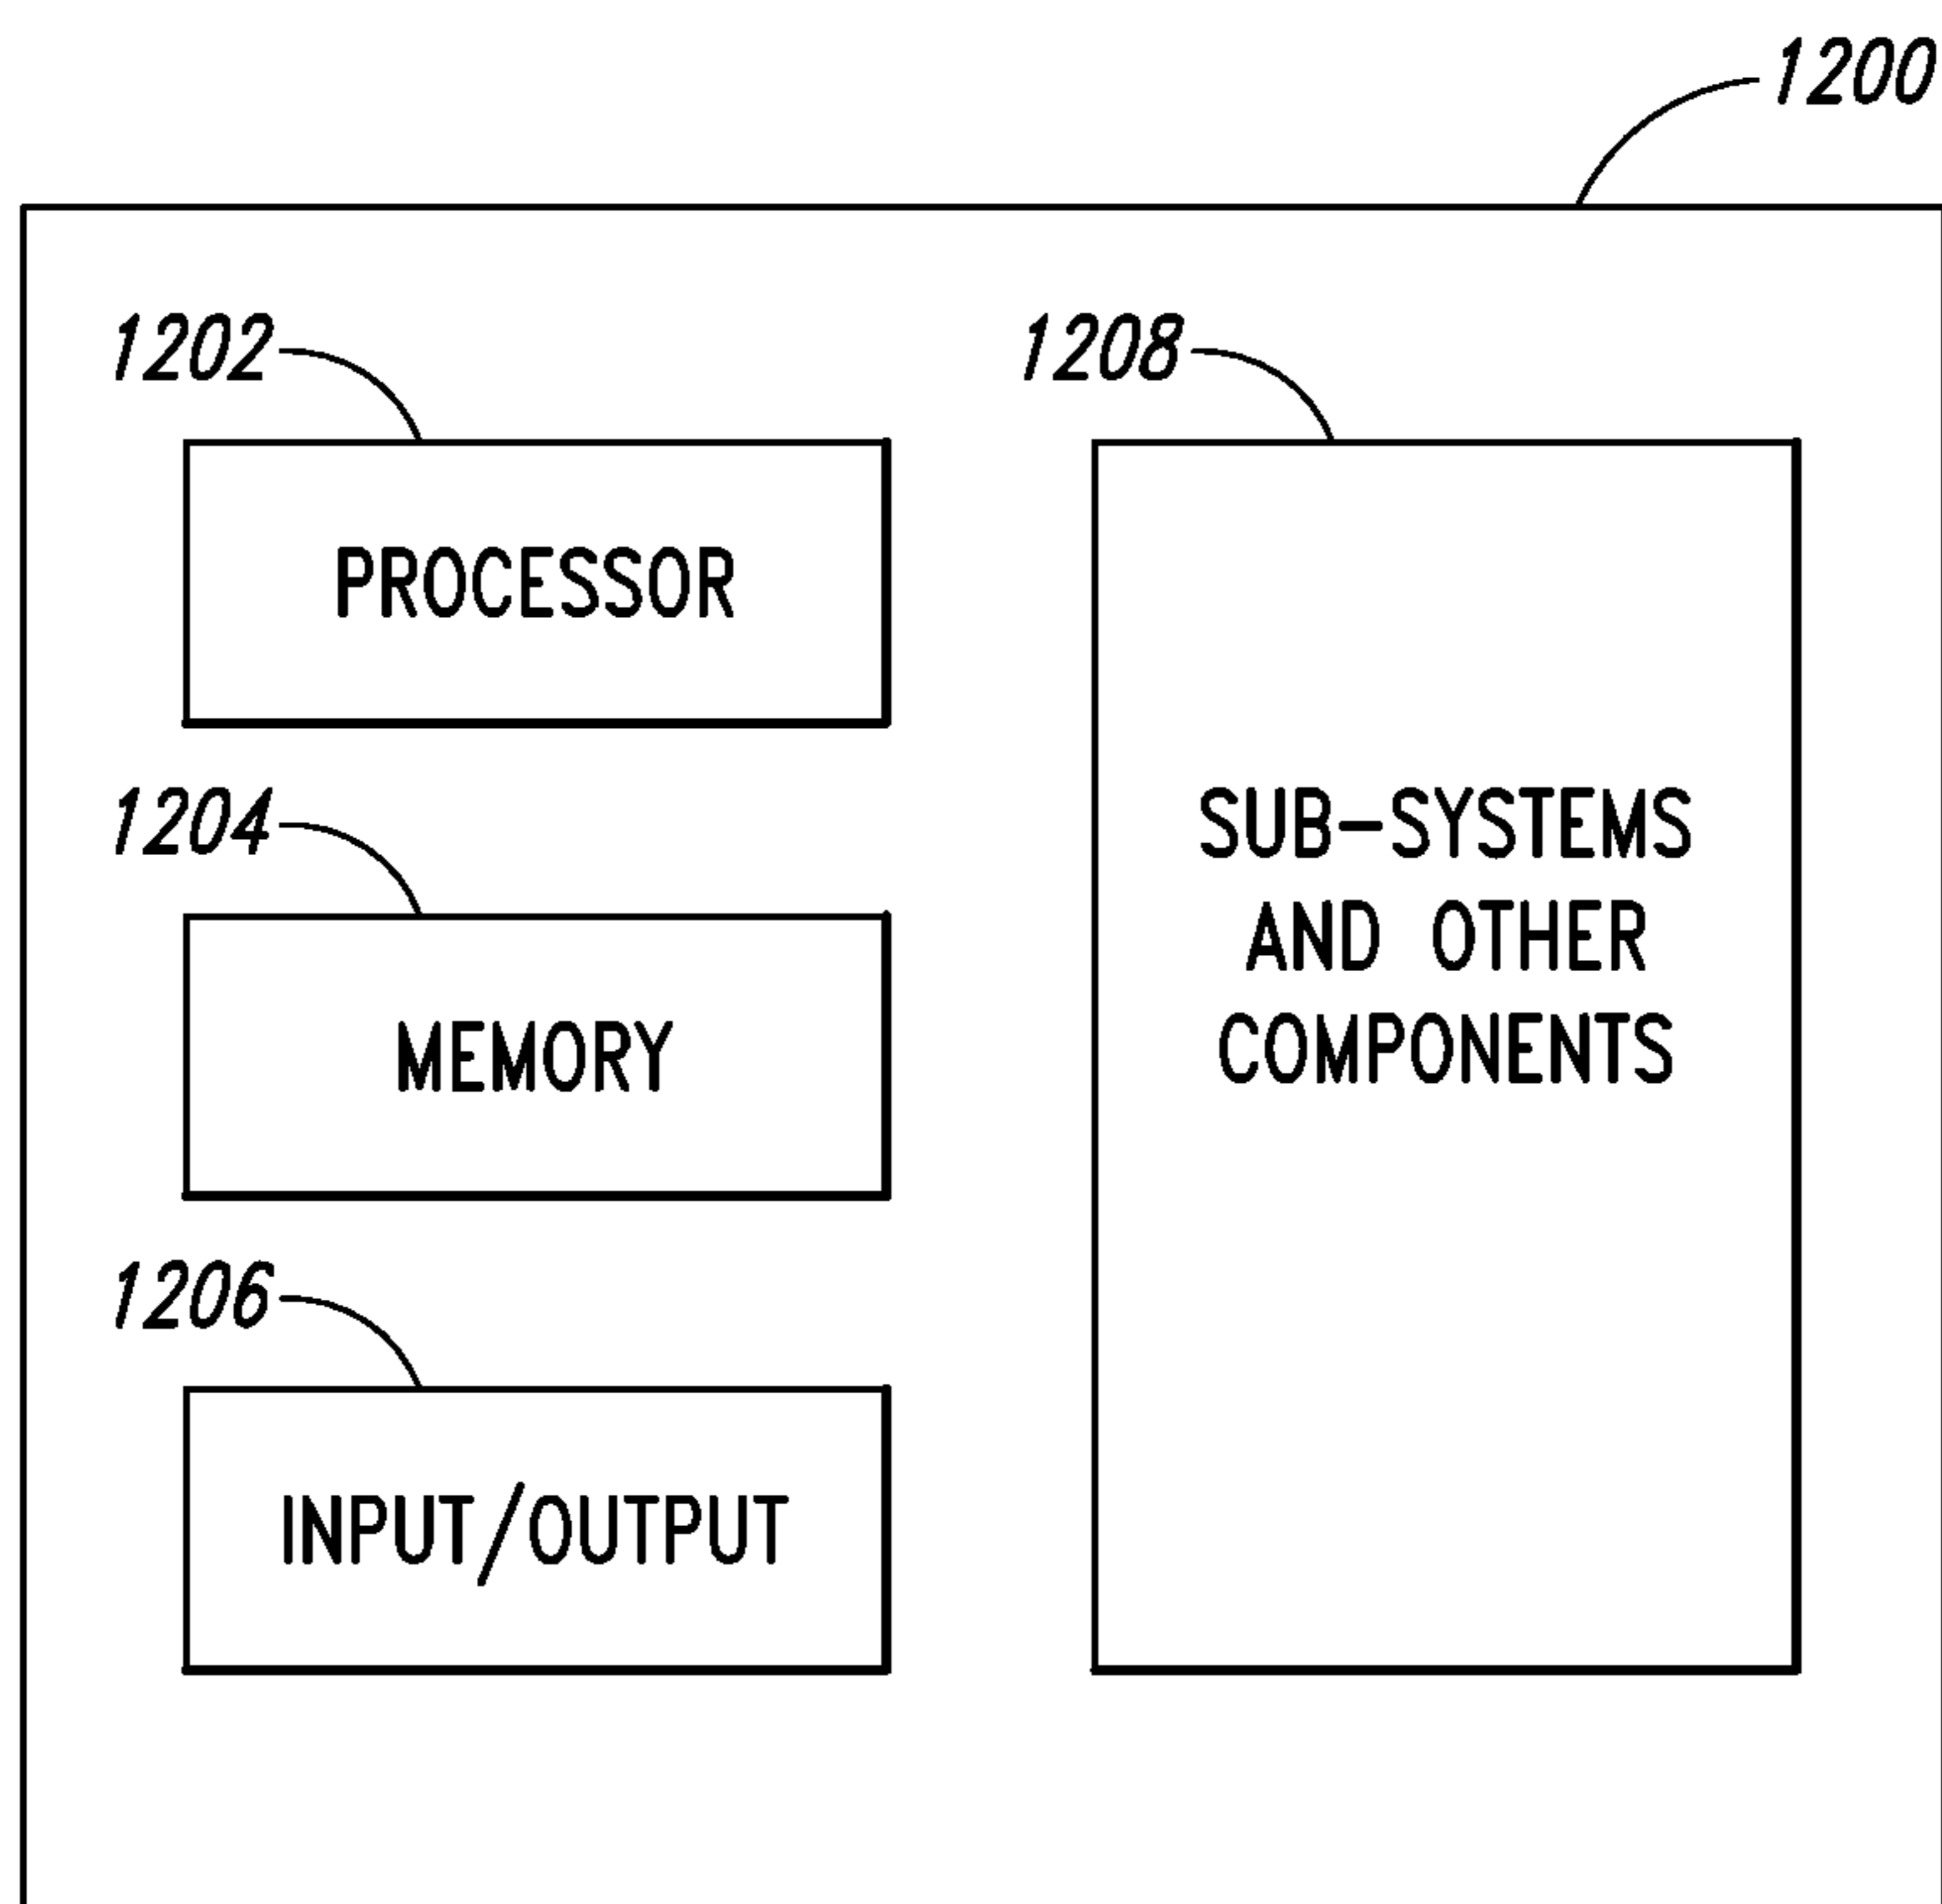 1200
1202
PROCESSOR
1204
MEMORY
1206
INPUT/OUTPUT
1208
SUB-SYSTEMS
AND OTHER
COMPONENTS